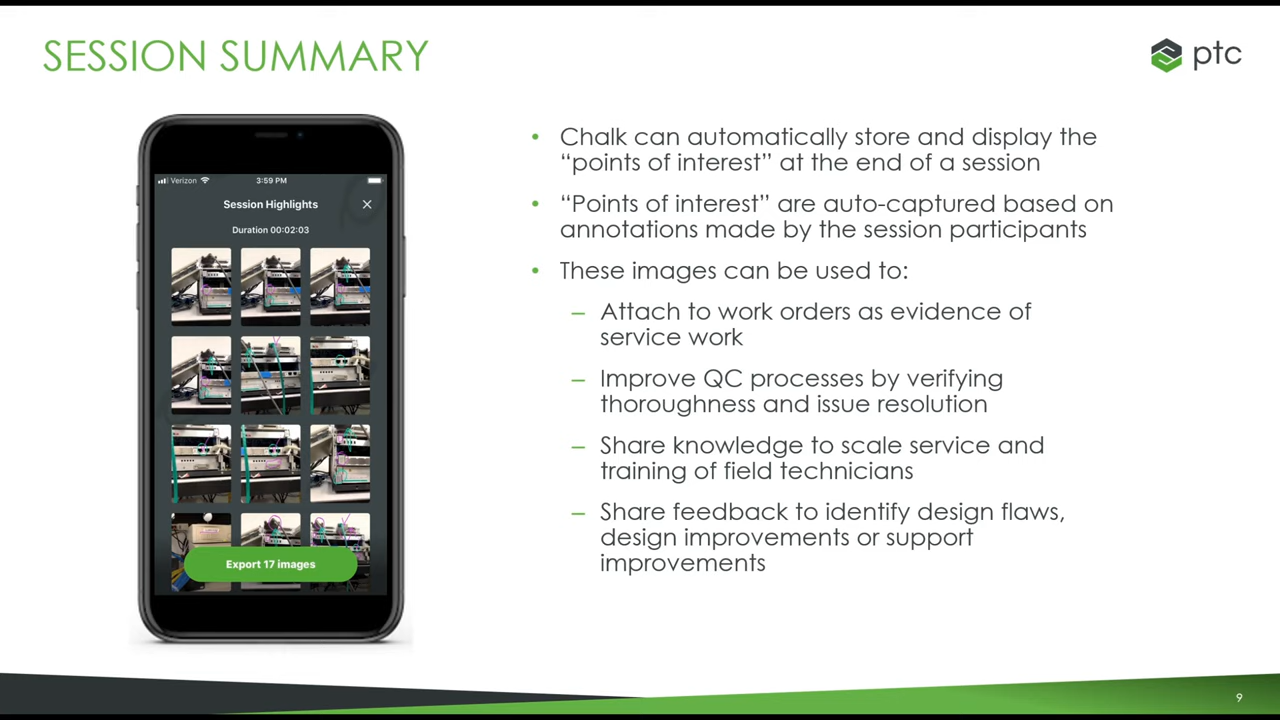 SESSION SUMMARY
ptc
Verizon
3:59 PM
Session Highlights
Duration 00:02:03
Export 17 images
• Chalk can automatically store and display the
“points of interest” at the end of a session
• “Points of interest” are auto-captured based on
annotations made by the session participants
• These images can be used to:
– Attach to work orders as evidence of
service work
– Improve QC processes by verifying
thoroughness and issue resolution
– Share knowledge to scale service and
training of field technicians
– Share feedback to identify design flaws,
design improvements or support
improvements
9